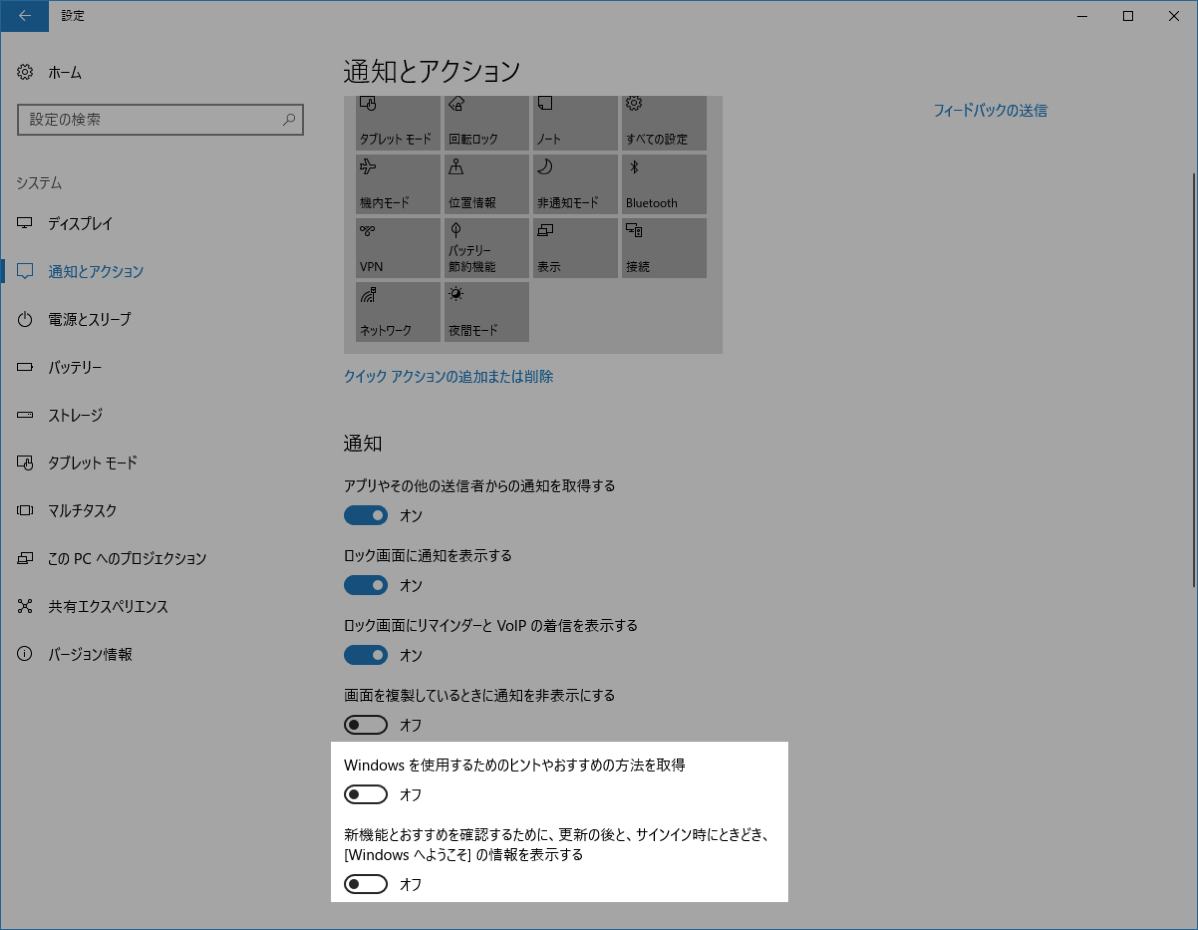 設定
ホーム
設定の検索
システム
ディスプレイ
通知とアクション
電源とスリープ
バッテリー
ストレージ
タブレット モード
マルチタスク
この PC へのプロジェクション
共有エクスペリエンス
バージョン情報
通知とアクション
タブレット モード
回転ロック
ノート
すべての設定
機内モード
位置情報
非通知モード
Bluetooth
VPN
バッテリー
節約機能
表示
接続
ネットワーク
夜間モード
クイック アクションの追加または削除
通知
アプリやその他の送信者からの通知を取得する
オン
ロック画面に通知を表示する
オン
ロック画面にリマインダーと VoIP の着信を表示する
オン
画面を複製しているときに通知を非表示にする
オフ
Windows を使用するためのヒントやおすすめの方法を取得
オフ
新機能とおすすめを確認するために、更新の後と、サインイン時にときどき、
[Windows へようこそ] の情報を表示する
オフ
フィードバックの送信